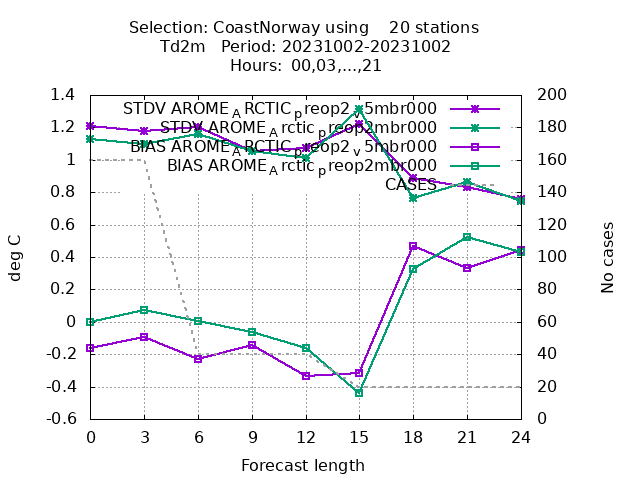 Selection: CoastNorway using    20 stations
Td2m   Period: 20231002-20231002
Hours:  00,03,...,21
STDV AROME_ARCTIC_preop2_v5mbr000
STDV AROME_Arctic_preop2mbr000
BIAS AROME_ARCTIC_preop2_v5mbr000
BIAS AROME_Arctic_preop2mbr000
CASES
1.4
1.2
1
0.8
0.6
0.4
0.2
0
-0.2
-0.4
-0.6
deg C
200
180
160
140
120
100
80
60
40
20
0
No cases
0 3 6 9 12 15 18 21 24
Forecast length